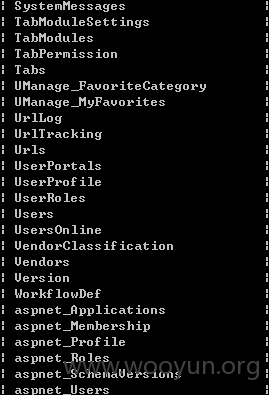 ¦ SystemMessages
¦ TabModuleSettings
¦ TabModules
¦ TabPermission
¦ Tabs
¦ UManage_FavoriteCategory
¦ UManage_MyFavorites
¦ UrlLog
¦ UrlTracking
¦ Urls
¦ UserPortals
¦ UserProfile
¦ UserRoles
¦ Users
¦ UsersOnline
¦ VendorClassification
¦ Vendors
¦ Version
¦ WorkflowDef
¦ aspnet_Applications
¦ aspnet_Membership
¦ aspnet_Profile
¦ aspnet_Roles
¦ aspnet_SchemaVersions
¦ aspnet_Users
www.wooyun.org